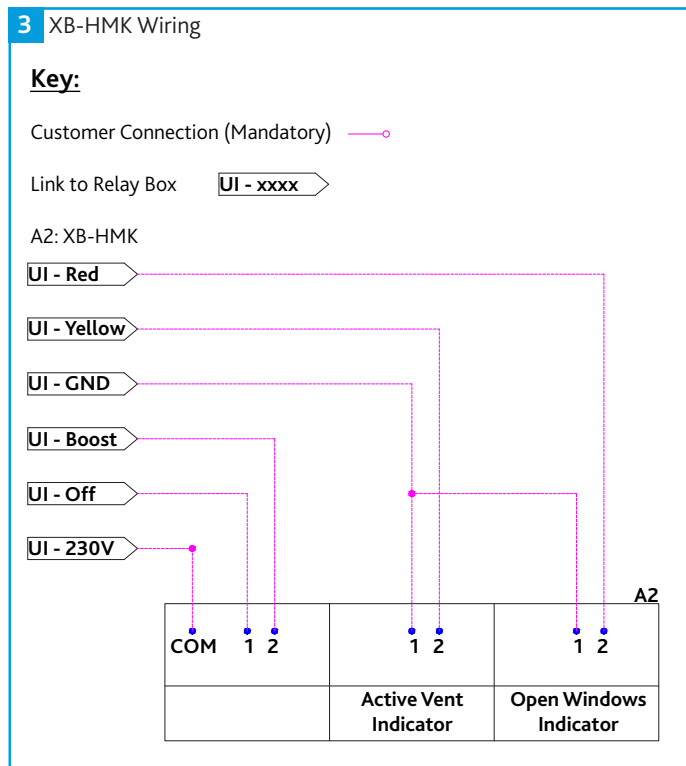 3 XB-HMK Wiring
Key:
Customer Connection (Mandatory)
Link to Relay Box UI - xxxx
A2: XB-HMK
UI - Red
UI - Yellow
UI - GND
UI - Boost
UI - Off
UI - 230V
A2
COM 1 2 1 2 1 2
Active Vent Open Windows
Indicator Indicator